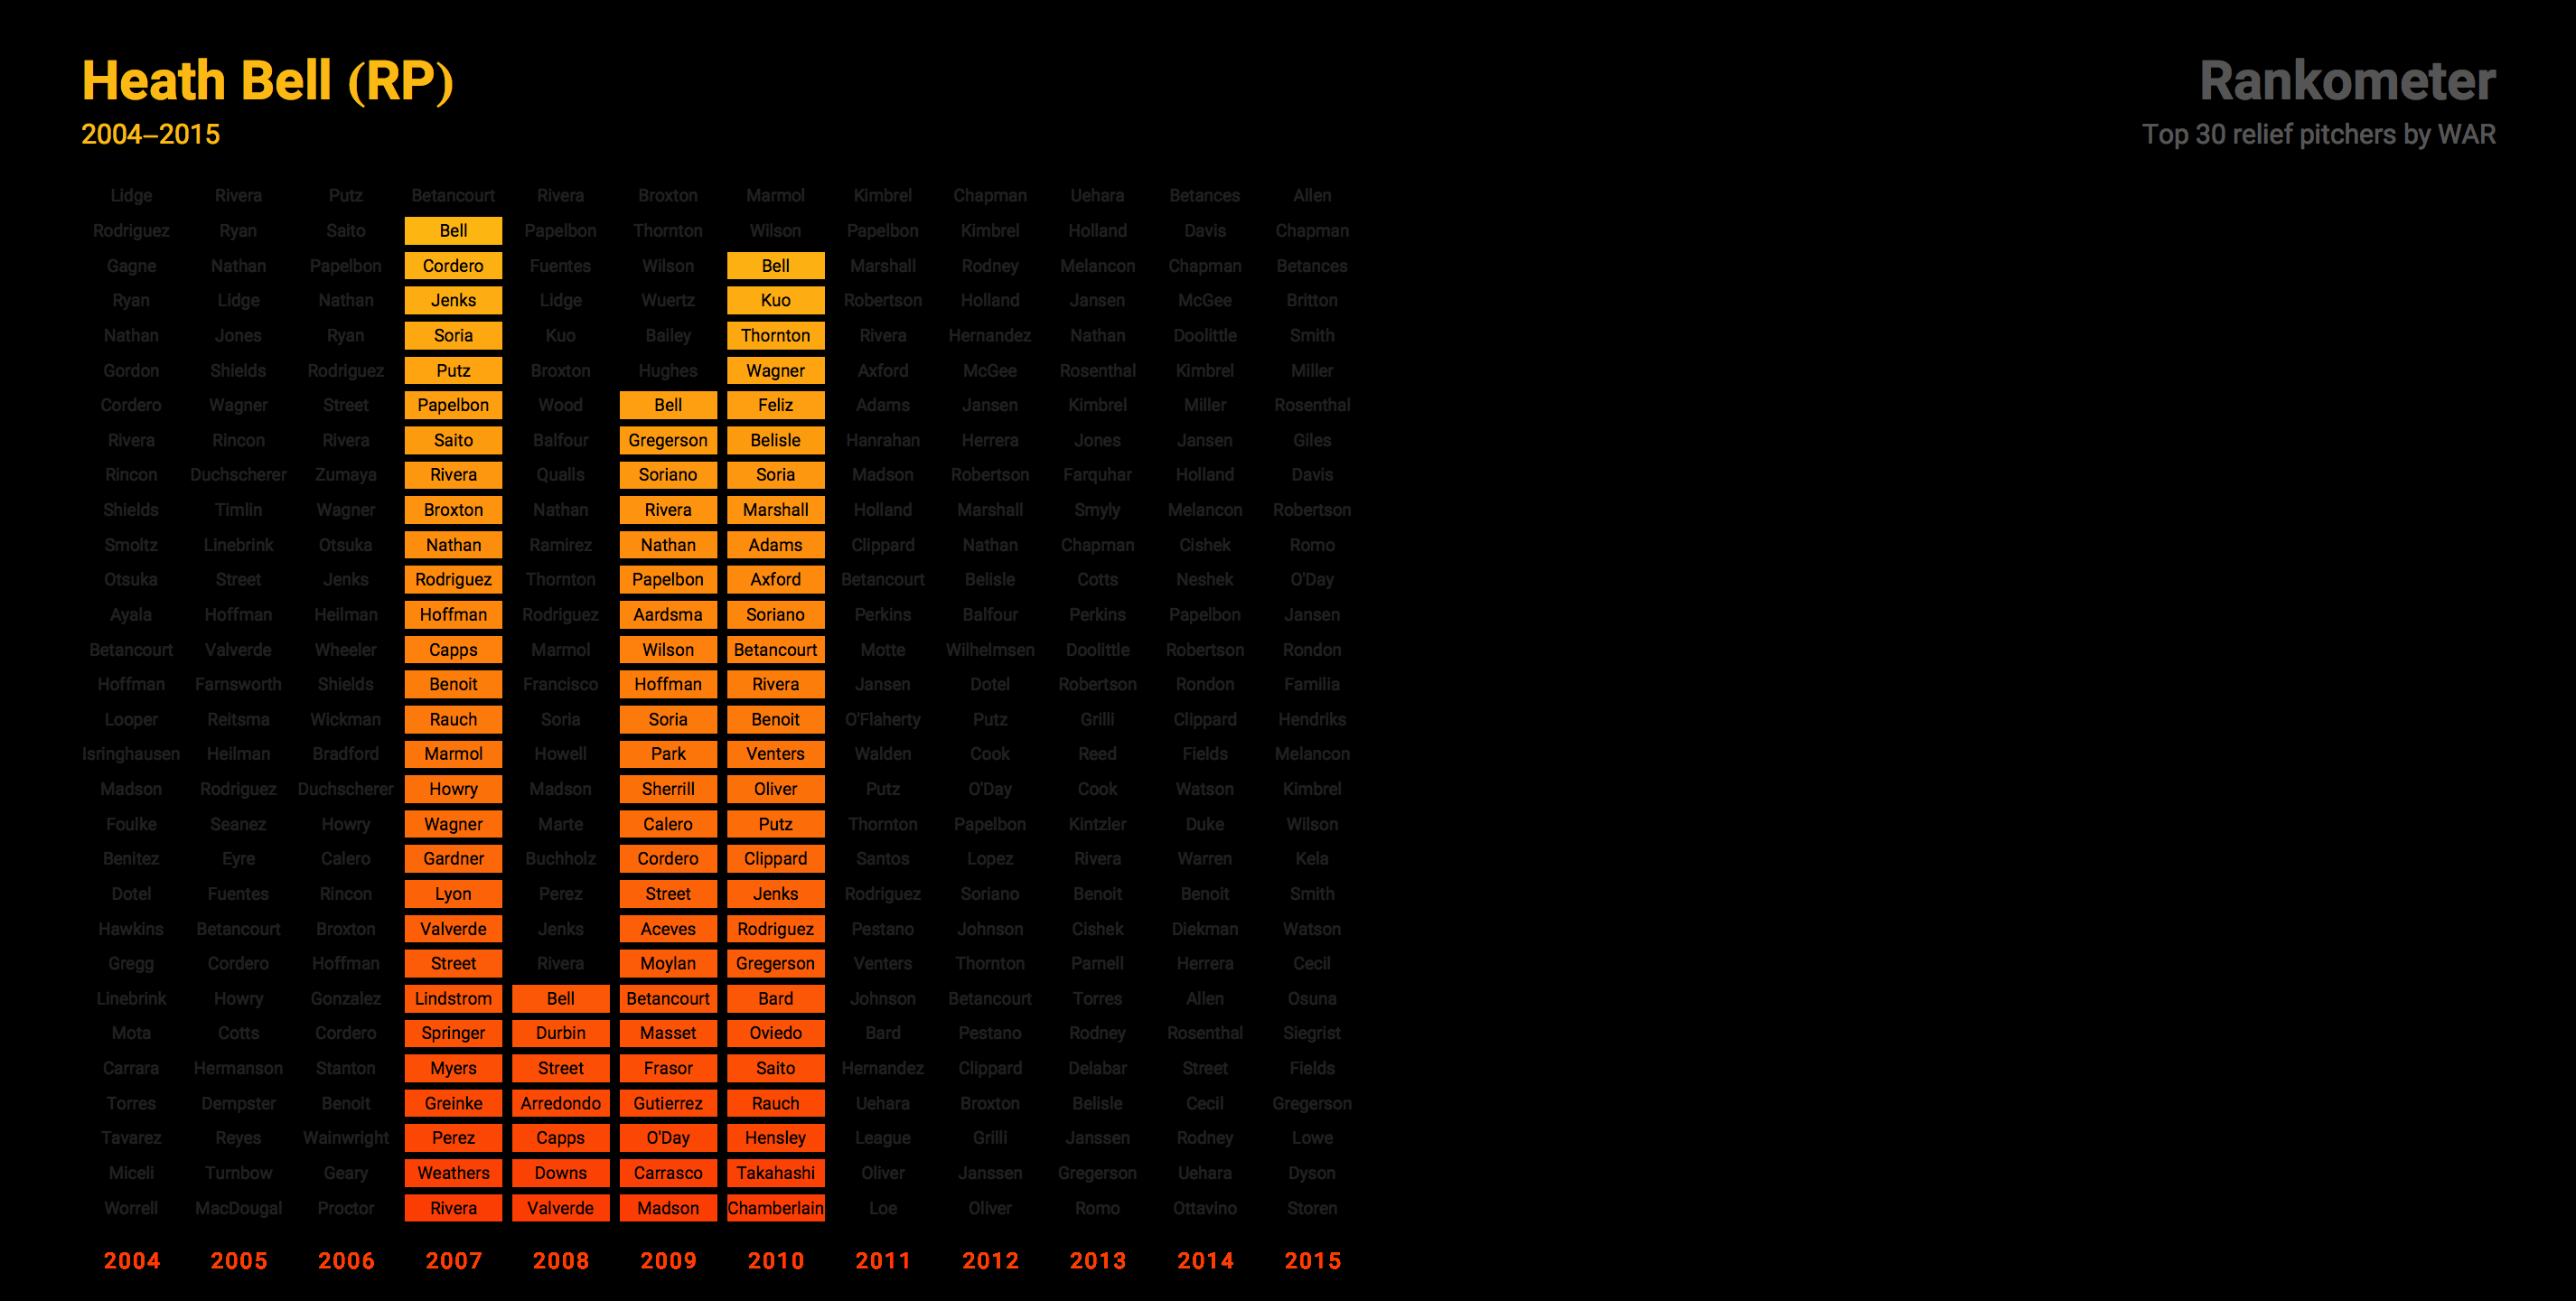 Heath Bell (RP)
2004–2015
Rankometer
Top 30 relief pitchers by WAR
Lidge Rivera Putz Betancourt Rivera Broxton Marmol Kimbrel Chapman Uehara Betances Allen
Rodriguez Ryan Saito Bell Papelbon Thornton Wilson Papelbon Kimbrel Holland Davis Chapman
Gagne Nathan Papelbon Cordero Fuentes Wilson Bell Marshall Rodney Melancon Chapman Betances
Ryan Lidge Nathan Jenks Lidge Wuertz Kuo Robertson Holland Jansen McGee Britton
Nathan Jones Ryan Soria Kuo Bailey Thornton Rivera Hernandez Nathan Doolittle Smith
Gordon Shields Rodriguez Putz Broxton Hughes Wagner Axford McGee Rosenthal Kimbrel Miller
Cordero Wagner Street Papelbon Wood Bell Feliz Adams Jansen Kimbrel Miller Rosenthal
Rivera Rincon Rivera Saito Balfour Gregerson Belisle Hanrahan Herrera Jones Jansen Giles
Rincon Duchscherer Zumaya Rivera Qualls Soriano Soria Madson Robertson Farquhar Holland Davis
Shields Timlin Wagner Broxton Nathan Rivera Marshall Holland Marshall Smyly Melancon Robertson
Smoltz Linebrink Otsuka Nathan Ramirez Nathan Adams Clippard Nathan Chapman Cishek Romo
Otsuka Street Jenks Rodriguez Thornton Papelbon Axford Betancourt Belisle Cotts Neshek O'Day
Ayala Hoffman Heilman Hoffman Rodriguez Aardsma Soriano Perkins Balfour Perkins Papelbon Jansen
Betancourt Valverde Wheeler Capps Marmol Wilson Betancourt Motte Wilhelmsen Doolittle Robertson Rondon
Hoffman Farnsworth Shields Benoit Francisco Hoffman Rivera Jansen Dotel Robertson Rondon Familia
Looper Reitsma Wickman Rauch Soria Soria Benoit O'Flaherty Putz Grilli Clippard Hendriks
Isringhausen Heilman Bradford Marmol Howell Park Venters Walden Cook Reed Fields Melancon
Madson Rodriguez Duchscherer Howry Madson Sherrill Oliver Putz O'Day Cook Watson Kimbrel
Foulke Seanez Howry Wagner Marte Calero Putz Thornton Papelbon Kintzler Duke Wilson
Benitez Eyre Calero Gardner Buchholz Cordero Clippard Santos Lopez Rivera Warren Kela
Dotel Fuentes Rincon Lyon Perez Street Jenks Rodriguez Soriano Benoit Benoit Smith
Hawkins Betancourt Broxton Valverde Jenks Aceves Rodriguez Pestano Johnson Cishek Diekman Watson
Gregg Cordero Hoffman Street Rivera Moylan Gregerson Venters Thornton Parnell Herrera Cecil
Linebrink Howry Gonzalez Lindstrom Bell Betancourt Bard Johnson Betancourt Torres Allen Osuna
Mota Cotts Cordero Springer Durbin Masset Oviedo Bard Pestano Rodney Rosenthal Siegrist
Carrara Hermanson Stanton Myers Street Frasor Saito Hernandez Clippard Delabar Street Fields
Torres Dempster Benoit Greinke Arredondo Gutierrez Rauch Uehara Broxton Belisle Cecil Gregerson
Tavarez Reyes Wainwright Perez Capps O'Day Hensley League Grilli Janssen Rodney Lowe
Miceli Turnbow Geary Weathers Downs Carrasco Takahashi Oliver Janssen Gregerson Uehara Dyson
Worrell MacDougal Proctor Rivera Valverde Madson Chamberlain Loe Oliver Romo Ottavino Storen
2004 2005 2006 2007 2008 2009 2010 2011 2012 2013 2014 2015